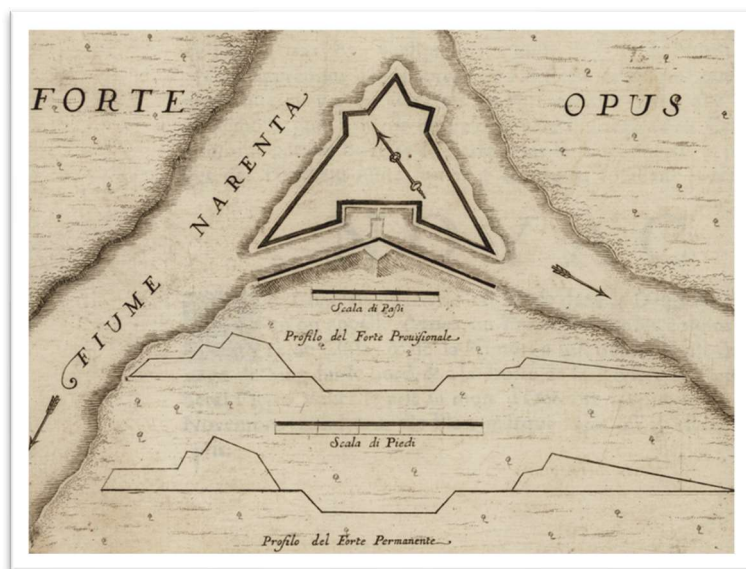 FORTE OPUS
FIUME NARENTA
Scala di Passi
Profilo del Forte Provisionale
Scala di Piedi
Profilo del Forte Permanente